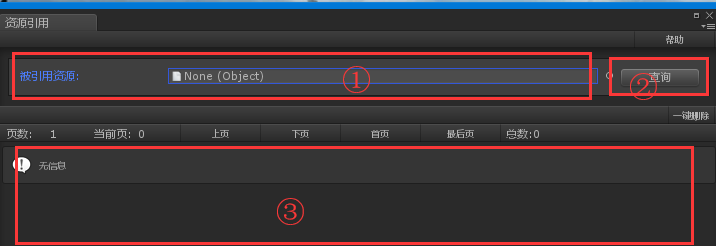 资源引用
帮助
被引用资源: None (Object) ① 查询 ②
一键删除
页数: 1 当前页: 0 上页 下页 首页 最后页 总数:0
无信息
③